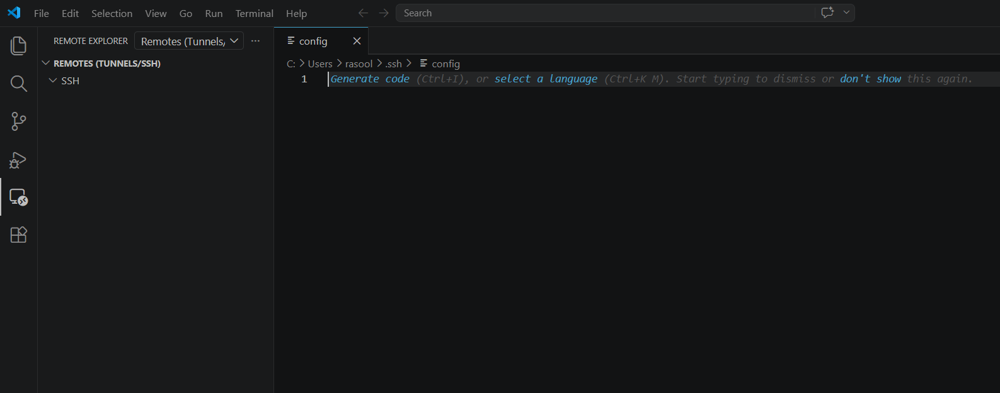 File Edit Selection View Go Run Terminal Help
Search
REMOTE EXPLORER Remotes (Tunnels/ ...
REMOTES (TUNNELS/SSH)
SSH
config
C: > Users > rasool > .ssh > config
1 Generate code (Ctrl+I), or select a language (Ctrl+K M). Start typing to dismiss or don't show this again.